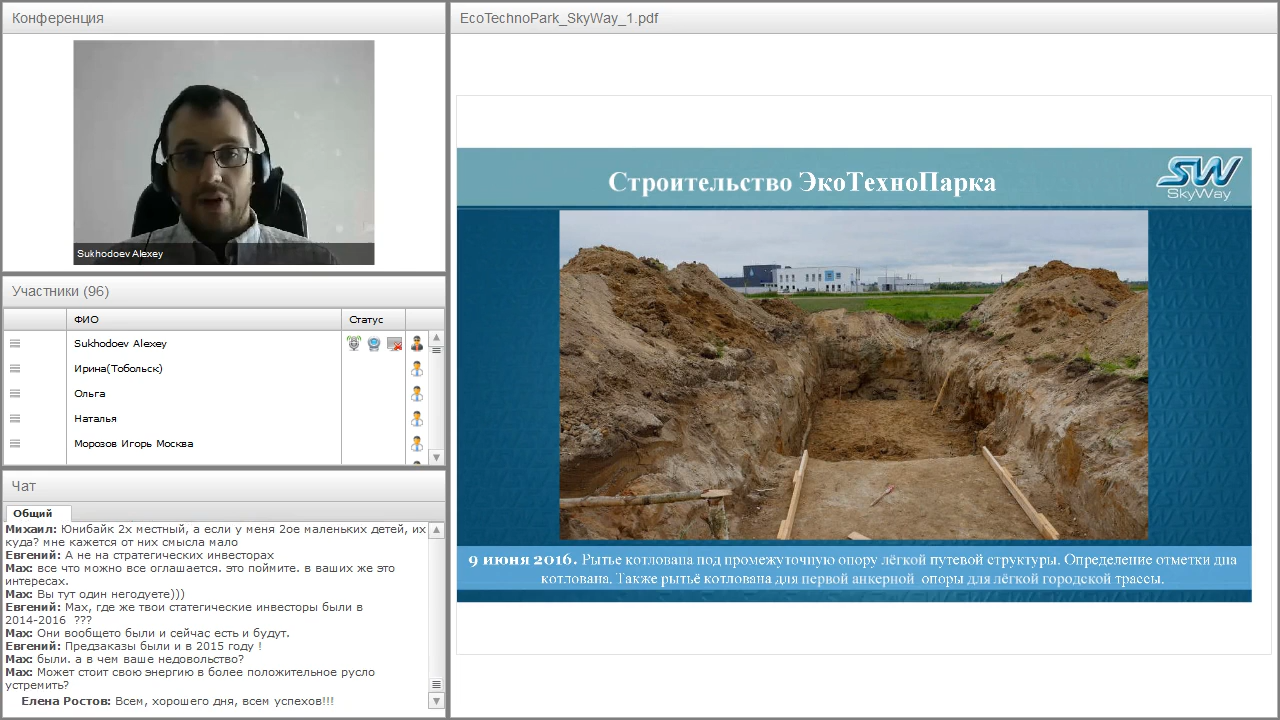 Конференция
Sukhodoev Alexey
Участники (96)
ФИО
Статус
Sukhodoev Alexey
Ирина(Тобольск)
Ольга
Наталья
Морозов Игорь Москва
Чат
Общий
Михаил: Юнибайк 2х местный, а если у меня 2ое маленьких детей, их
куда? мне кажется от них смысла мало
Евгений: А не на стратегических инвесторах
Мах: все что можно все оглашается. это поймите. в ваших же это
интересах.
Мах: Вы тут один негодуете)))
Евгений: Мах, где же твои статегические инвесторы были в
2014-2016 ???
Мах: Они вообщето были и сейчас есть и будут.
Евгений: Предзаказы были и в 2015 году !
Мах: были. а в чем ваше недовольство?
Мах: Может стоит свою энергию в более положительное русло
устремить?
Елена Ростов: Всем, хорошего дня, всем успехов!!!
EcoTechnoPark_SkyWay_1.pdf
Строительство ЭкоТехноПарка
SW
SkyWay
9 июня 2016. Рытье котлована под промежуточную опору лёгкой путевой структуры. Определение отметки дна
котлована. Также рытьё котлована для первой анкерной опоры для лёгкой городской трассы.